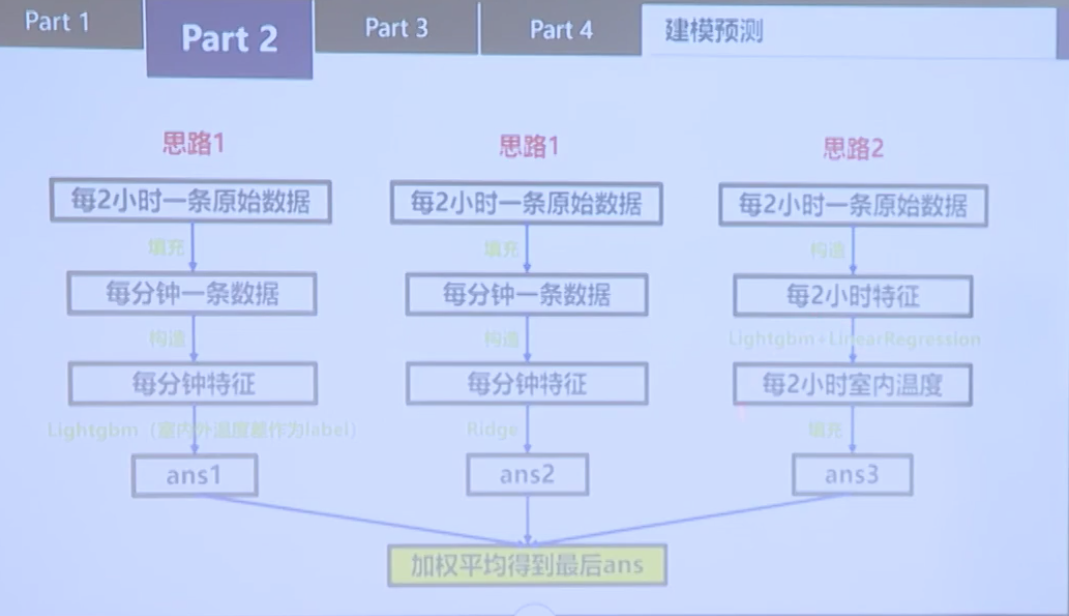 Part 1
Part 2
Part 3
Part 4
建模预测
思路1
思路1
思路2
每2小时一条原始数据
每2小时一条原始数据
每2小时一条原始数据
填充
填充
构造
每分钟一条数据
每分钟一条数据
每2小时特征
构造
构造
Lightgbm+LinearRegression
每分钟特征
每分钟特征
每2小时室内温度
Lightgbm（室内外温度差作为label）
Ridge
填充
ans1
ans2
ans3
加权平均得到最后ans